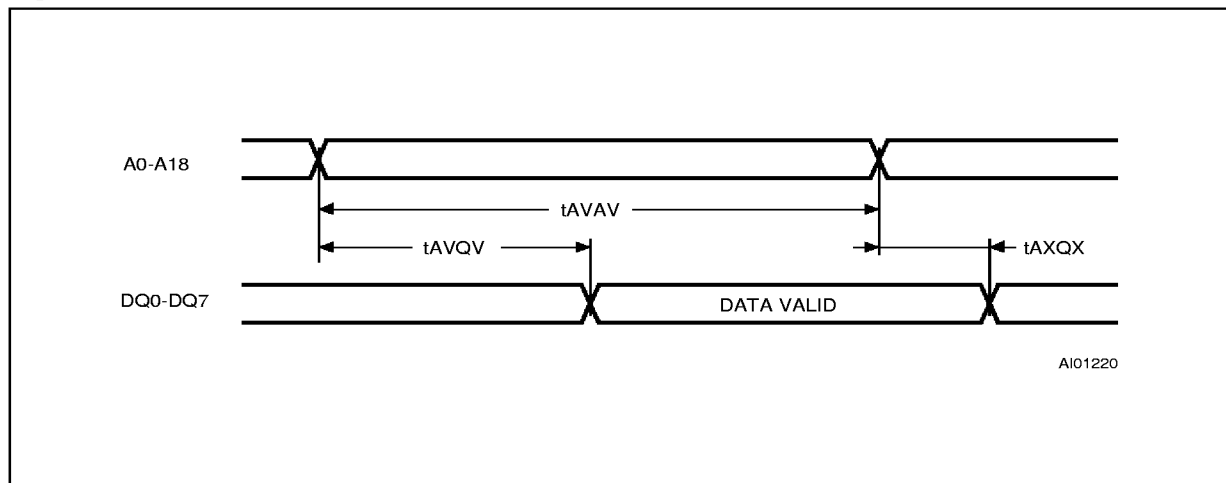 A0-A18
tAVAV
tAVQV
tAXQX
DQ0-DQ7
DATA VALID
AI01220